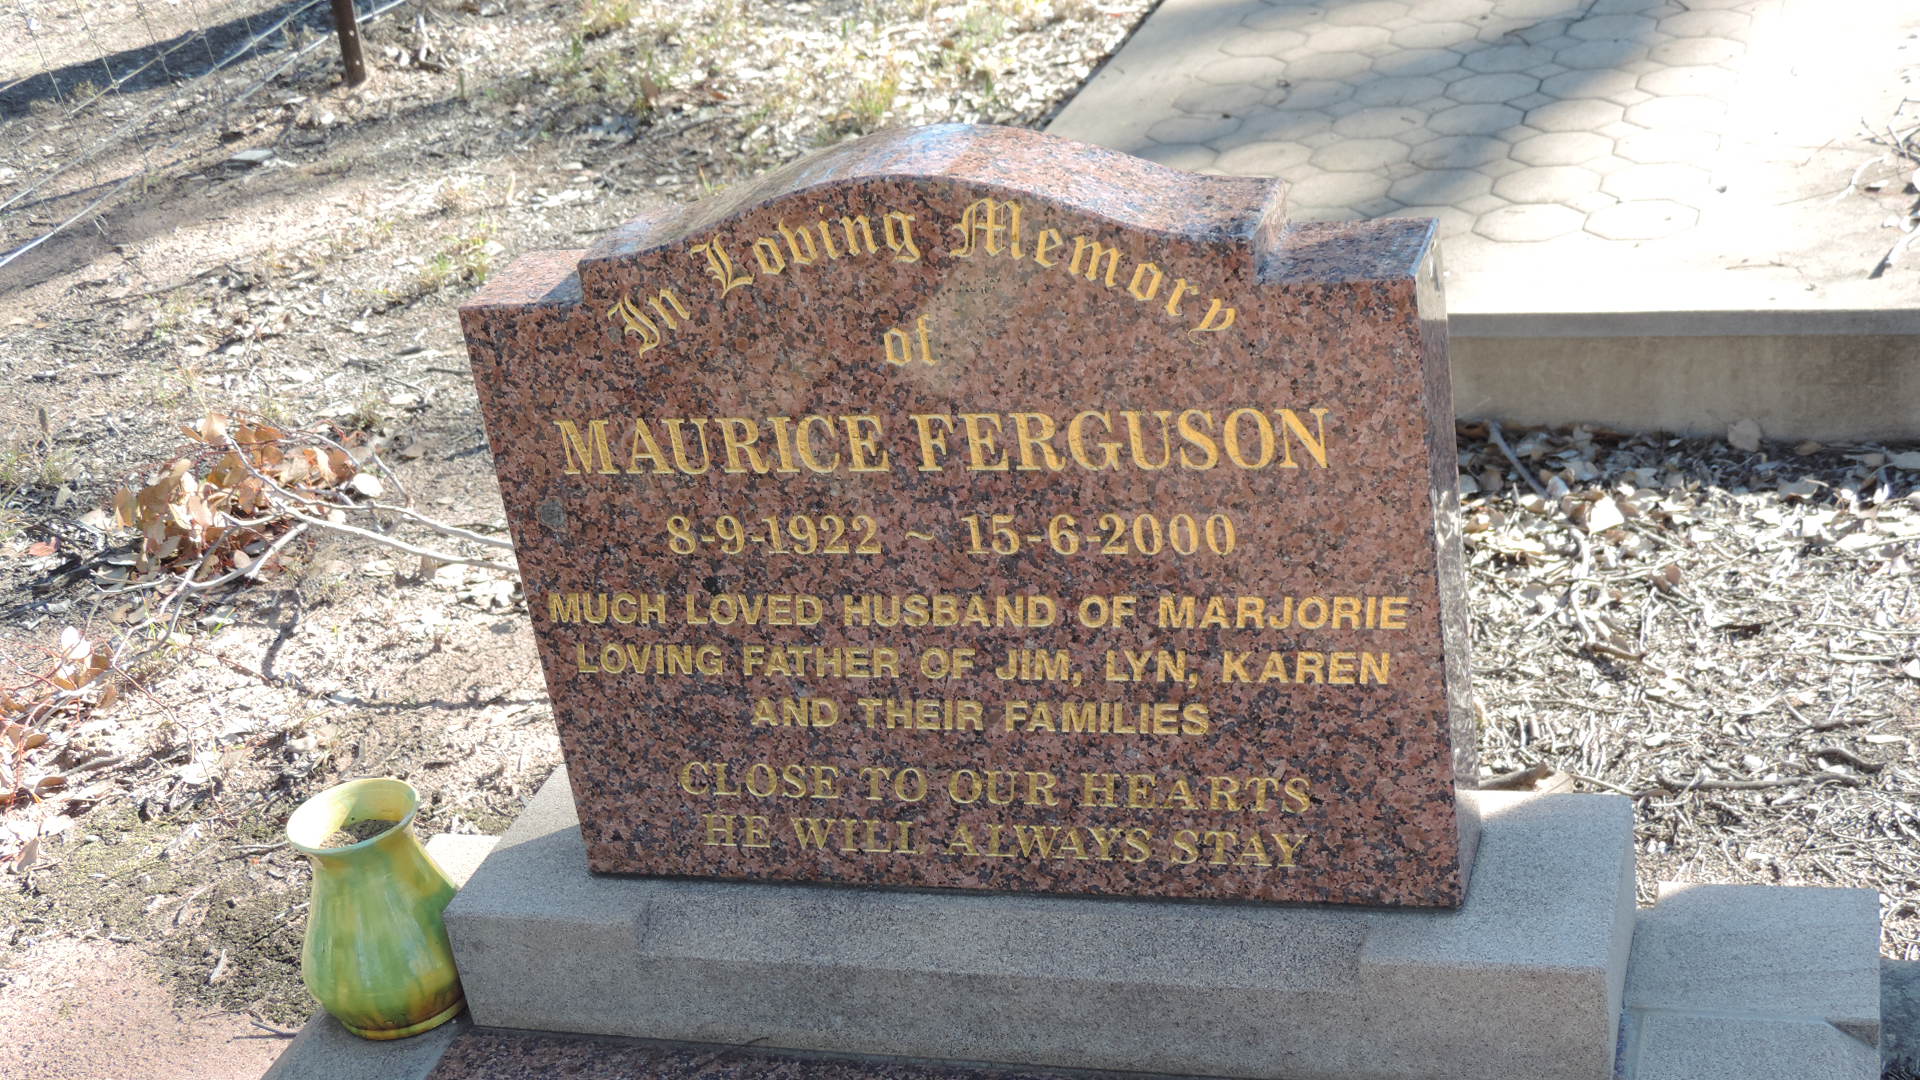 In Loving Memory
of
MAURICE FERGUSON
8-9-1922 ~ 15-6-2000
MUCH LOVED HUSBAND OF MARJORIE
LOVING FATHER OF JIM, LYN, KAREN
AND THEIR FAMILIES
CLOSE TO OUR HEARTS
HE WILL ALWAYS STAY